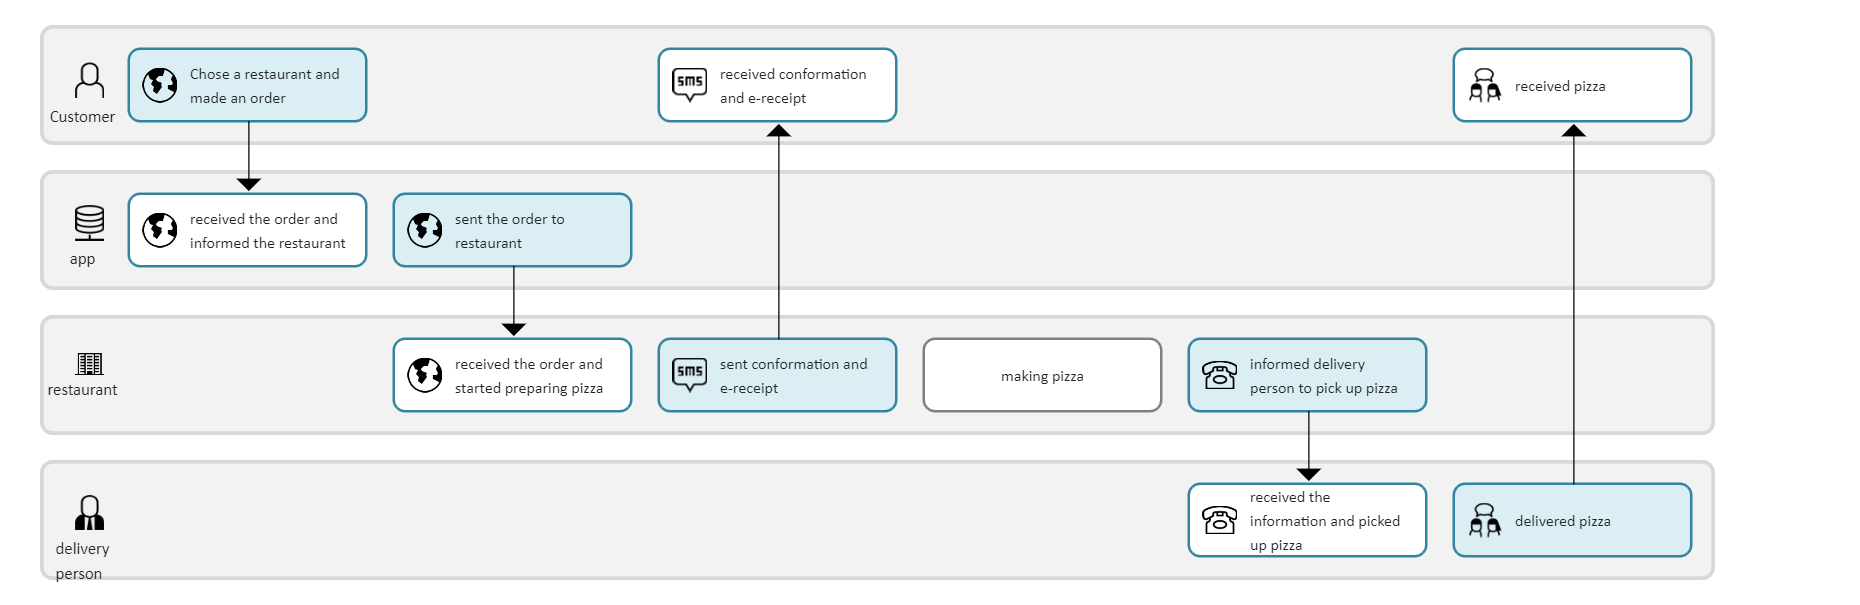 Customer
Chose a restaurant and
made an order
sms
received conformation
and e-receipt
received pizza
app
received the order and
informed the restaurant
sent the order to
restaurant
restaurant
received the order and
started preparing pizza
sms
sent conformation and
e-receipt
making pizza
informed delivery
person to pick up pizza
delivery
person
received the
information and picked
up pizza
delivered pizza